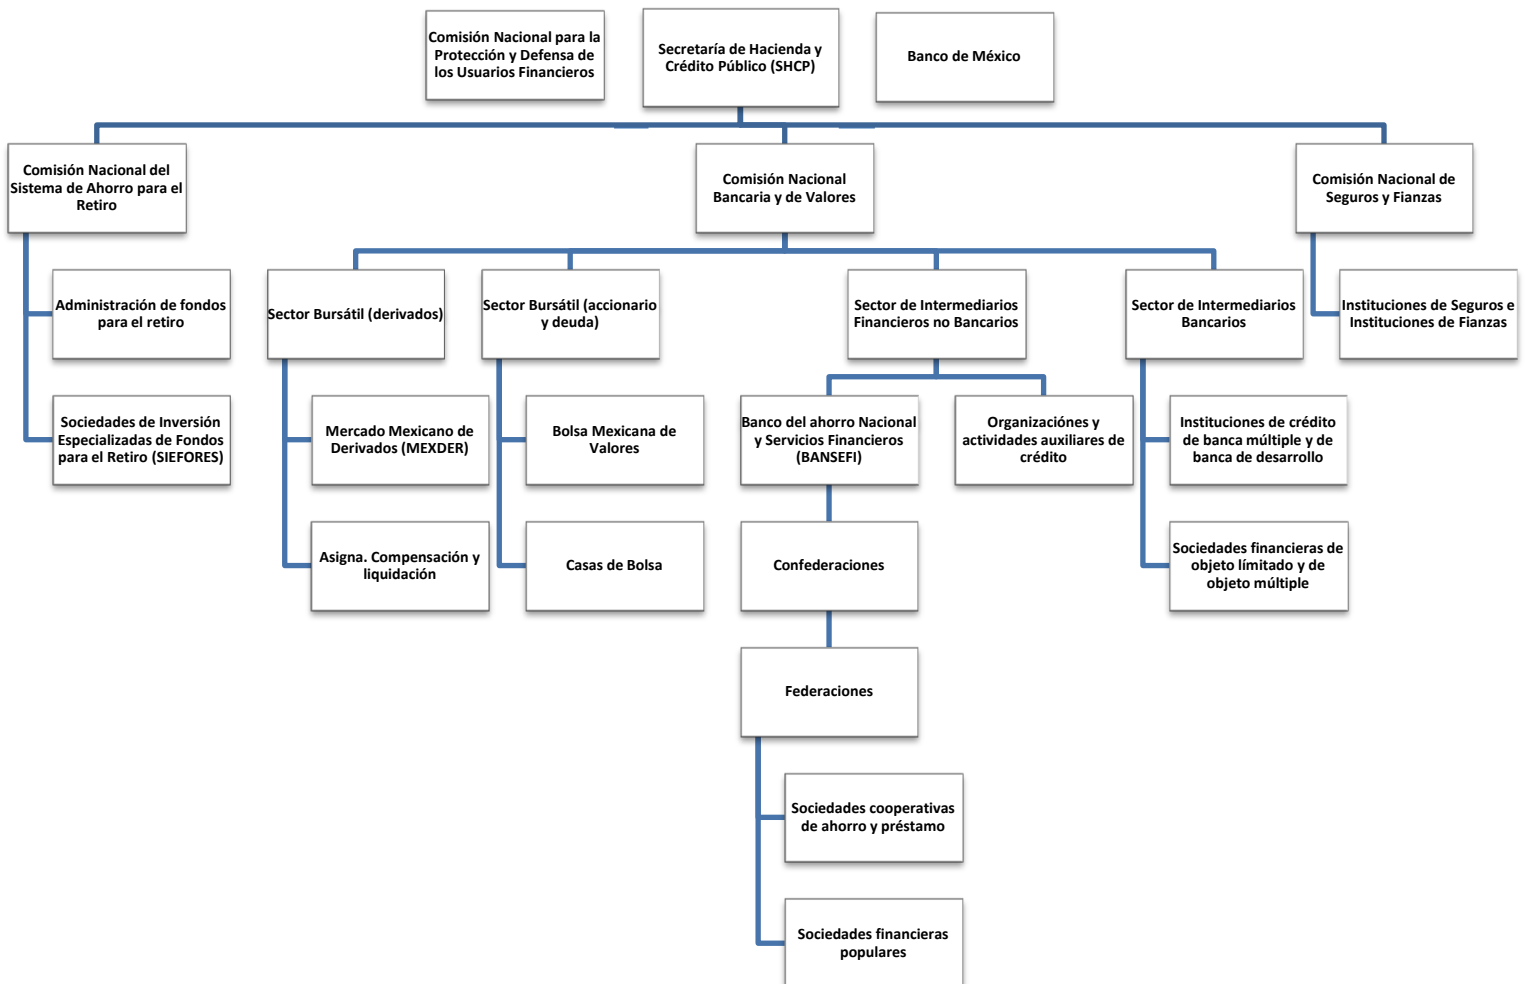 Comisión Nacional para la
Protección y Defensa de
los Usuarios Financieros
Secretaría de Hacienda y
Crédito Público (SHCP)
Banco de México
Comisión Nacional del
Sistema de Ahorro para el
Retiro
Comisión Nacional
Bancaria y de Valores
Comisión Nacional de
Seguros y Fianzas
Administración de fondos
para el retiro
Sector Bursátil (derivados)
Sector Bursátil (accionario
y deuda)
Sector de Intermediarios
Financieros no Bancarios
Sector de Intermediarios
Bancarios
Instituciones de Seguros e
Instituciones de Fianzas
Sociedades de Inversión
Especializadas de Fondos
para el Retiro (SIEFORES)
Mercado Mexicano de
Derivados (MEXDER)
Bolsa Mexicana de
Valores
Banco del ahorro Nacional
y Servicios Financieros
(BANSEFI)
Organizaciónes y
actividades auxiliares de
crédito
Instituciones de crédito
de banca múltiple y de
banca de desarrollo
Asigna. Compensación y
liquidación
Casas de Bolsa
Confederaciones
Sociedades financieras de
objeto límitado y de
objeto múltiple
Federaciones
Sociedades cooperativas
de ahorro y préstamo
Sociedades financieras
populares